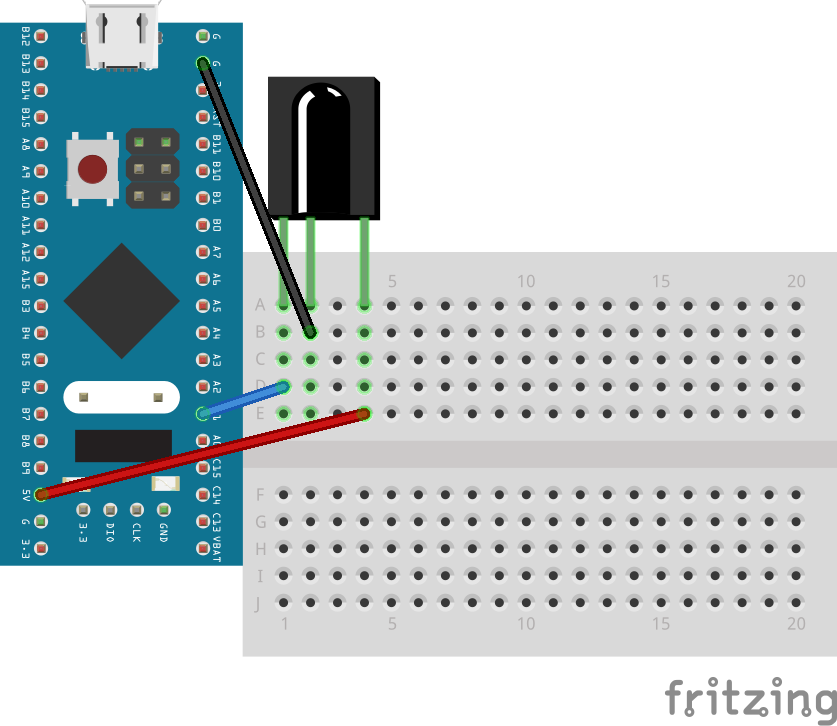 B12
B13
B14
B15
A8
A9
A10
A11
A12
A15
B3
B4
B5
B6
B7
B8
B9
5V
G
3.3
G
G
B11
B10
B1
B0
A7
A6
A5
A4
A3
A2
A0
C15
C14
C13
VBAT
3.3
DIO
CLK
GND
5 10 15 20
A
B
C
D
E
F
G
H
I
J
1 5 10 15 20
fritzing